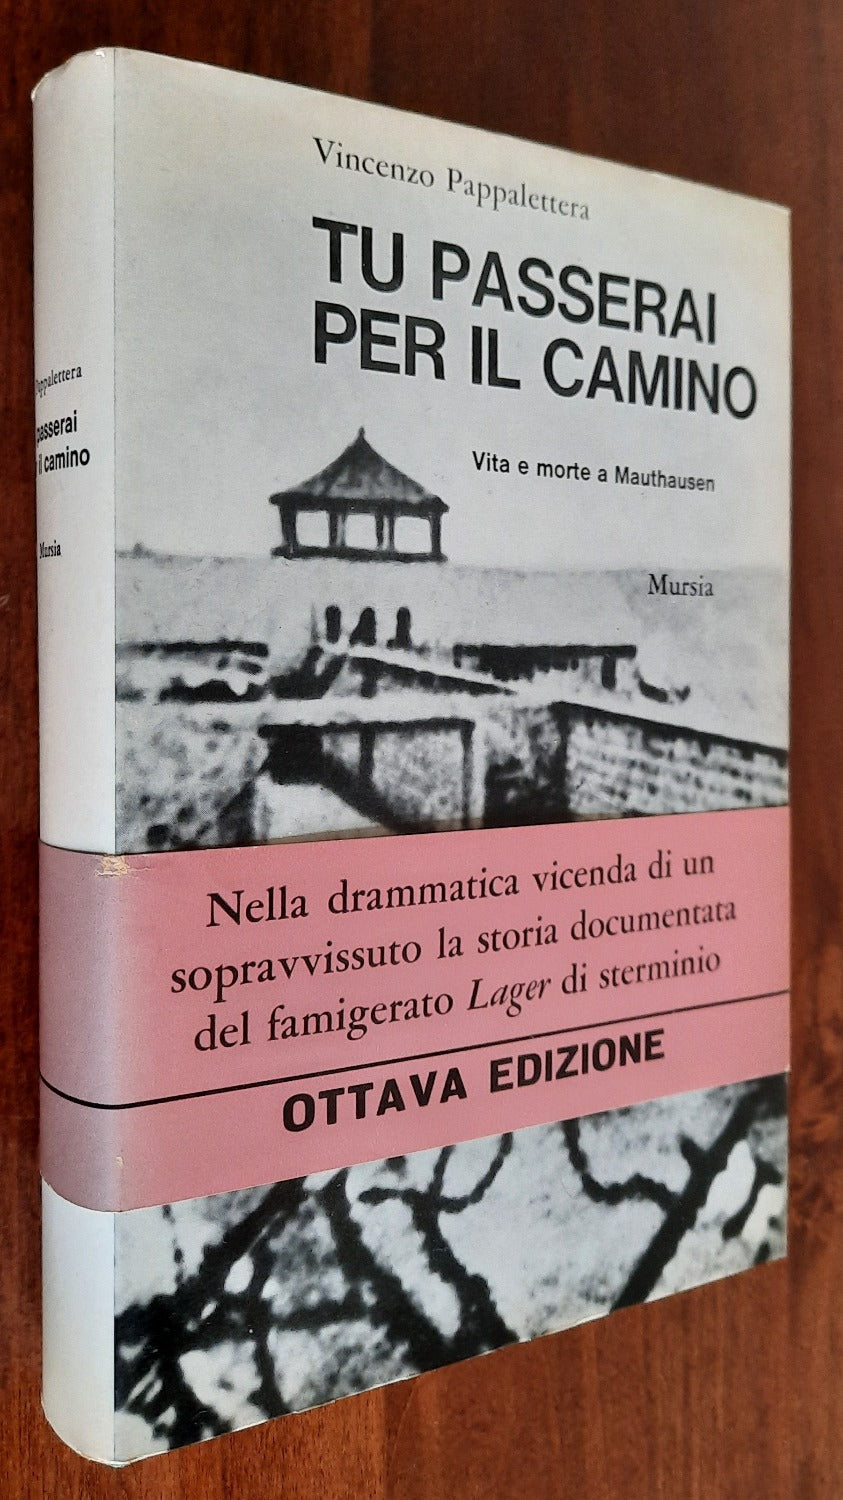 Vincenzo Pappalettera
TU PASSERAI
PER IL CAMINO
Vita e morte a Mauthausen
Mursia
Nella drammatica vicenda di un
sopravvissuto la storia documentata
del famigerato Lager di sterminio
OTTAVA EDIZIONE
Pappalettera
passerai
il camino
Mursia